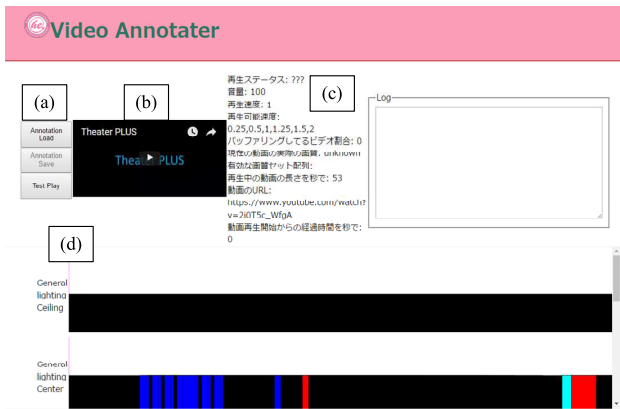 he.
Video Annotater
(a)
(b)
(c)
(d)
Annotation
Load
Annotation
Save
Test Play
Theater PLUS
Theater PLUS
再生ステータス: ???
音量: 100
再生速度: 1
再生可能速度:
0.25,0.5,1,1.25,1.5,2
バッファリングしてるビデオ割合: 0
現在の動画の実際の画質: unknown
有効な画質セット配列:
再生中の動画の長さを秒で: 53
動画のURL:
https://www.youtube.com/watch?
v=2j0T5c_WfgA
動画再生開始からの経過時間を秒で:
0
Log
General
lighting
Ceiling
General
lighting
Center